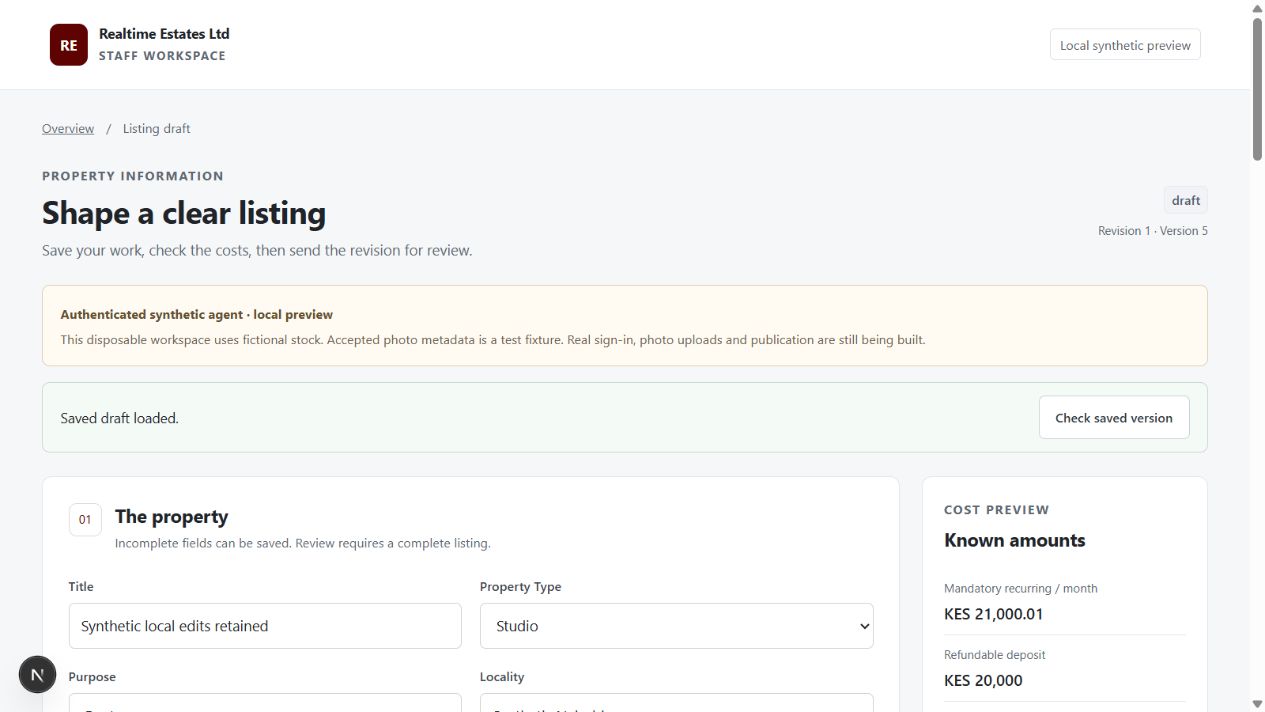 RE
Realtime Estates Ltd
STAFF WORKSPACE
Local synthetic preview
Overview / Listing draft
PROPERTY INFORMATION
Shape a clear listing
Save your work, check the costs, then send the revision for review.
draft
Revision 1 · Version 5
Authenticated synthetic agent · local preview
This disposable workspace uses fictional stock. Accepted photo metadata is a test fixture. Real sign-in, photo uploads and publication are still being built.
Saved draft loaded.
Check saved version
01
The property
Incomplete fields can be saved. Review requires a complete listing.
Title
Synthetic local edits retained
Property Type
Studio
Purpose
Locality
COST PREVIEW
Known amounts
Mandatory recurring / month
KES 21,000.01
Refundable deposit
KES 20,000
N